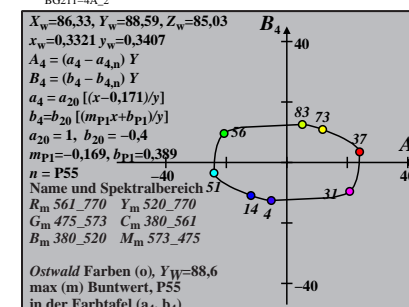 BG211-4A_2
X_w=86,33, Y_w=88,59, Z_w=85,03
x_w=0,3321 y_w=0,3407
A_4 = (a_4 – a_4,n) Y
B_4 = (b_4 – b_4,n) Y
a_4 = a_20 [(x–0,171)/y]
b_4=b_20 [(m_P1x+b_P1)/y]
a_20 = 1, b_20 = –0,4
m_P1=–0,169, b_P1=0,389
n = P55
Name und Spektralbereich
R_m 561_770 Y_m 520_770
G_m 475_573 C_m 380_561
B_m 380_520 M_m 573_475
Ostwald Farben (o), Y_W=88,6
max (m) Buntwert, P55
in der Farbtafel (a_4, b_4)
B_4
40
83
73
56
37
A
–40
51
14
4
31
–40